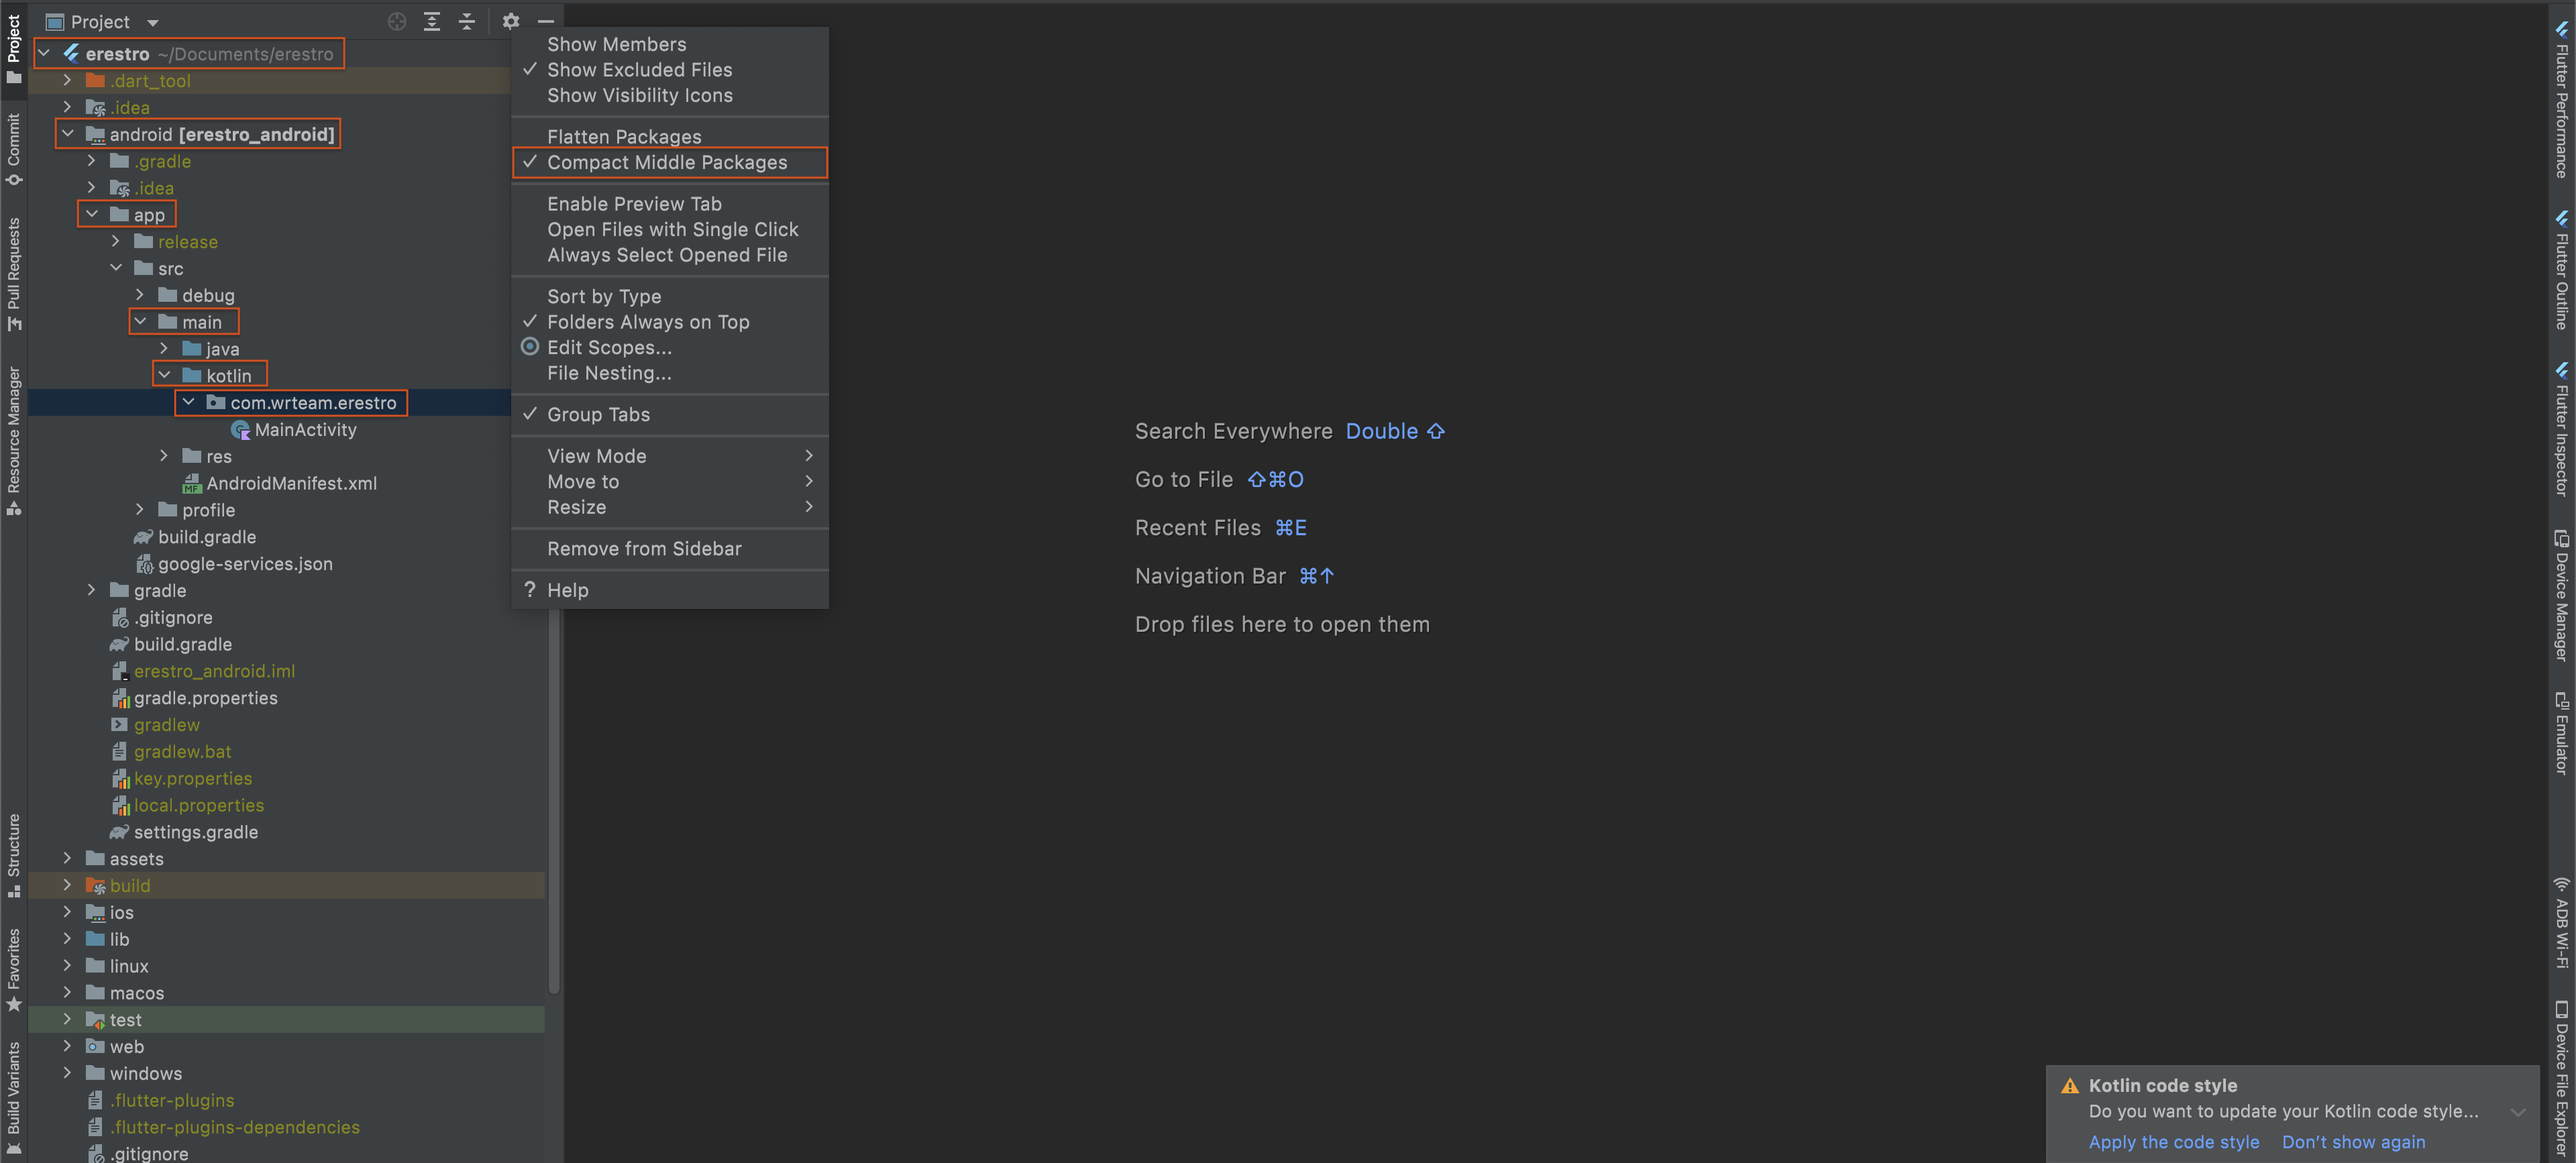 Project
erestro ~/Documents/erestro
.dart_tool
.idea
android [erestro_android]
.gradle
.idea
app
release
src
debug
main
java
kotlin
com.wrteam.erestro
MainActivity
res
AndroidManifest.xml
profile
build.gradle
google-services.json
gradle
.gitignore
build.gradle
erestro_android.iml
gradle.properties
gradlew
gradlew.bat
key.properties
local.properties
settings.gradle
assets
build
ios
lib
linux
macos
test
web
windows
.flutter-plugins
.flutter-plugins-dependencies
.gitignore
Project
Commit
Pull Requests
Resource Manager
Structure
Favorites
Build Variants
Show Members
Show Excluded Files
Show Visibility Icons
Flatten Packages
Compact Middle Packages
Enable Preview Tab
Open Files with Single Click
Always Select Opened File
Sort by Type
Folders Always on Top
Edit Scopes...
File Nesting...
Group Tabs
View Mode
Move to
Resize
Remove from Sidebar
? Help
Search Everywhere Double ⇧
Go to File ⇧⌘O
Recent Files ⌘E
Navigation Bar ⌘↑
Drop files here to open them
Flutter Performance
Flutter Outline
Flutter Inspector
Device Manager
Emulator
ADB Wi-Fi
Device File Explorer
Kotlin code style
Do you want to update your Kotlin code style...
Apply the code style Don't show again